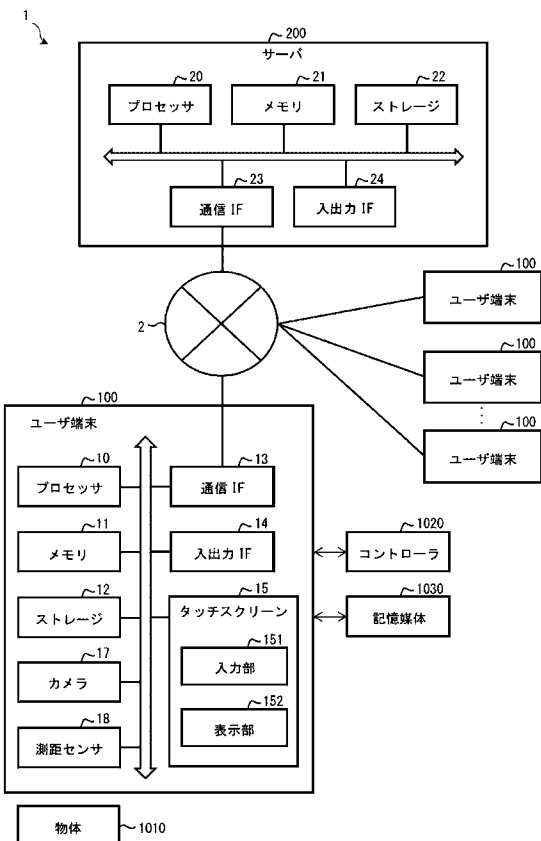 1
200
サーバ
20
21
22
プロセッサ
メモリ
ストレージ
23
24
通信 IF
入出力 IF
2
100
ユーザ端末
100
ユーザ端末
⋮
100
ユーザ端末
100
ユーザ端末
10
13
プロセッサ
通信 IF
11
14
メモリ
入出力 IF
1020
コントローラ
12
15
ストレージ
タッチスクリーン
1030
記憶媒体
151
入力部
17
カメラ
152
表示部
18
測距センサ
物体
1010